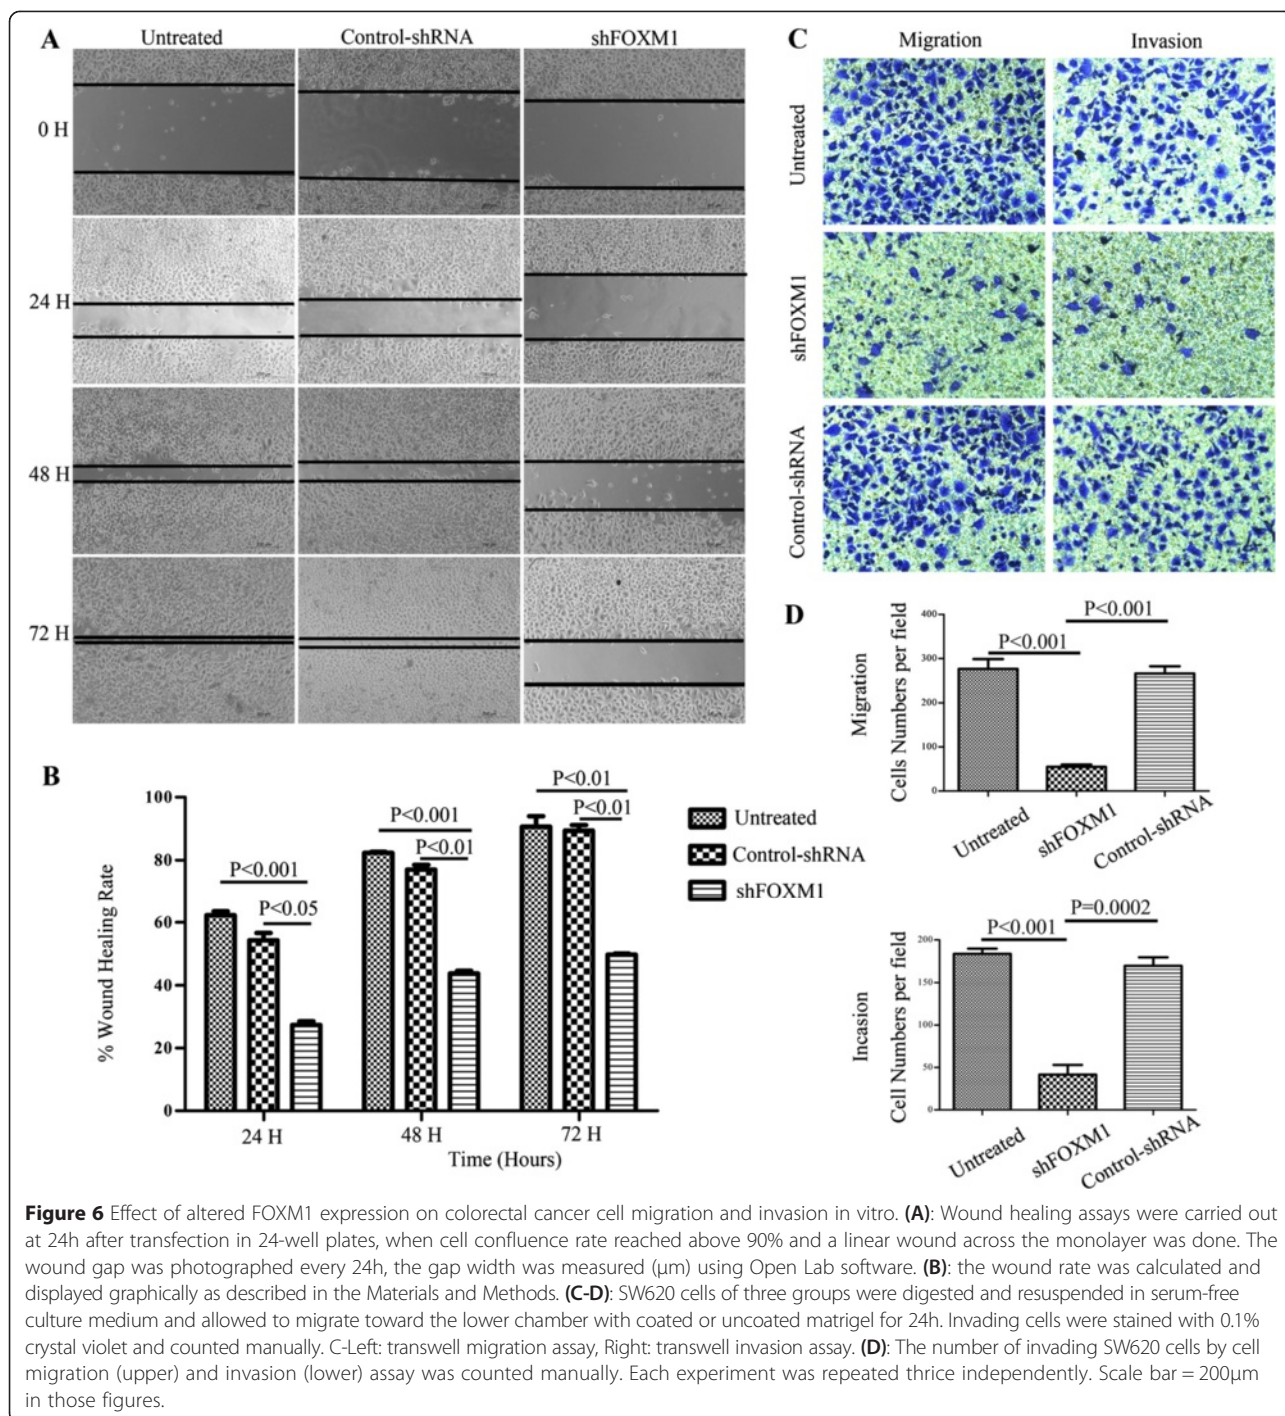 A
Untreated
Control-shRNA
shFOXM1
0 H
24 H
48 H
72 H
B
100
80
60
40
20
0
% Wound Healing Rate
P<0.001
P<0.05
P<0.001
P<0.01
P<0.01
P<0.01
24 H
48 H
72 H
Time (Hours)
Untreated
Control-shRNA
shFOXM1
C
Migration
Invasion
Untreated
shFOXM1
Control-shRNA
D
Migration
Cells Numbers per field
400
300
200
100
0
P<0.001
P<0.001
Untreated
shFOXM1
Control-shRNA
Incasion
Cell Numbers per field
200
150
100
50
0
P<0.001
P=0.0002
Untreated
shFOXM1
Control-shRNA
Figure 6 Effect of altered FOXM1 expression on colorectal cancer cell migration and invasion in vitro. (A): Wound healing assays were carried out
at 24h after transfection in 24-well plates, when cell confluence rate reached above 90% and a linear wound across the monolayer was done. The
wound gap was photographed every 24h, the gap width was measured (μm) using Open Lab software. (B): the wound rate was calculated and
displayed graphically as described in the Materials and Methods. (C-D): SW620 cells of three groups were digested and resuspended in serum-free
culture medium and allowed to migrate toward the lower chamber with coated or uncoated matrigel for 24h. Invading cells were stained with 0.1%
crystal violet and counted manually. C-Left: transwell migration assay, Right: transwell invasion assay. (D): The number of invading SW620 cells by cell
migration (upper) and invasion (lower) assay was counted manually. Each experiment was repeated thrice independently. Scale bar = 200μm
in those figures.